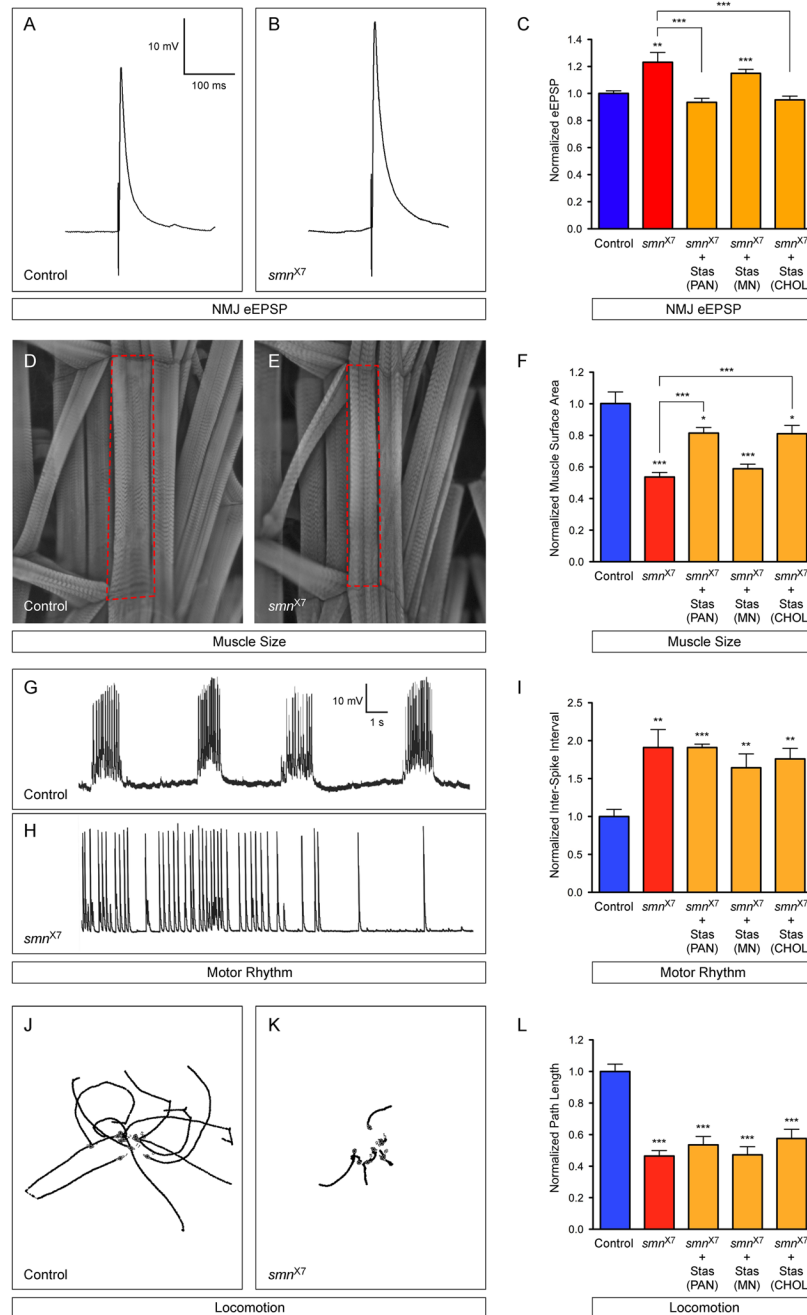 A
10 mV
100 ms
Control
B
smnX7
NMJ eEPSP
C
***
***
**
***
1.4
1.2
1.0
0.8
0.6
0.4
0.2
0.0
Normalized eEPSP
Control
smnX7
smnX7
+
Stas
(PAN)
smnX7
+
Stas
(MN)
smnX7
+
Stas
(CHOL
NMJ eEPSP
D
Control
E
smnX7
Muscle Size
F
***
***
***
*
***
*
1.2
1.0
0.8
0.6
0.4
0.2
0.0
Normalized Muscle Surface Area
Control
smnX7
smnX7
+
Stas
(PAN)
smnX7
+
Stas
(MN)
smnX7
+
Stas
(CHOL
Muscle Size
G
10 mV
1 s
Control
H
smnX7
Motor Rhythm
I
**
***
**
**
2.5
2.0
1.5
1.0
0.5
0.0
Normalized Inter-Spike Interval
Control
smnX7
smnX7
+
Stas
(PAN)
smnX7
+
Stas
(MN)
smnX7
+
Stas
(CHOL
Motor Rhythm
J
Control
K
smnX7
Locomotion
L
***
***
***
***
1.2
1.0
0.8
0.6
0.4
0.2
0.0
Normalized Path Length
Control
smnX7
smnX7
+
Stas
(PAN)
smnX7
+
Stas
(MN)
smnX7
+
Stas
(CHOL
Locomotion